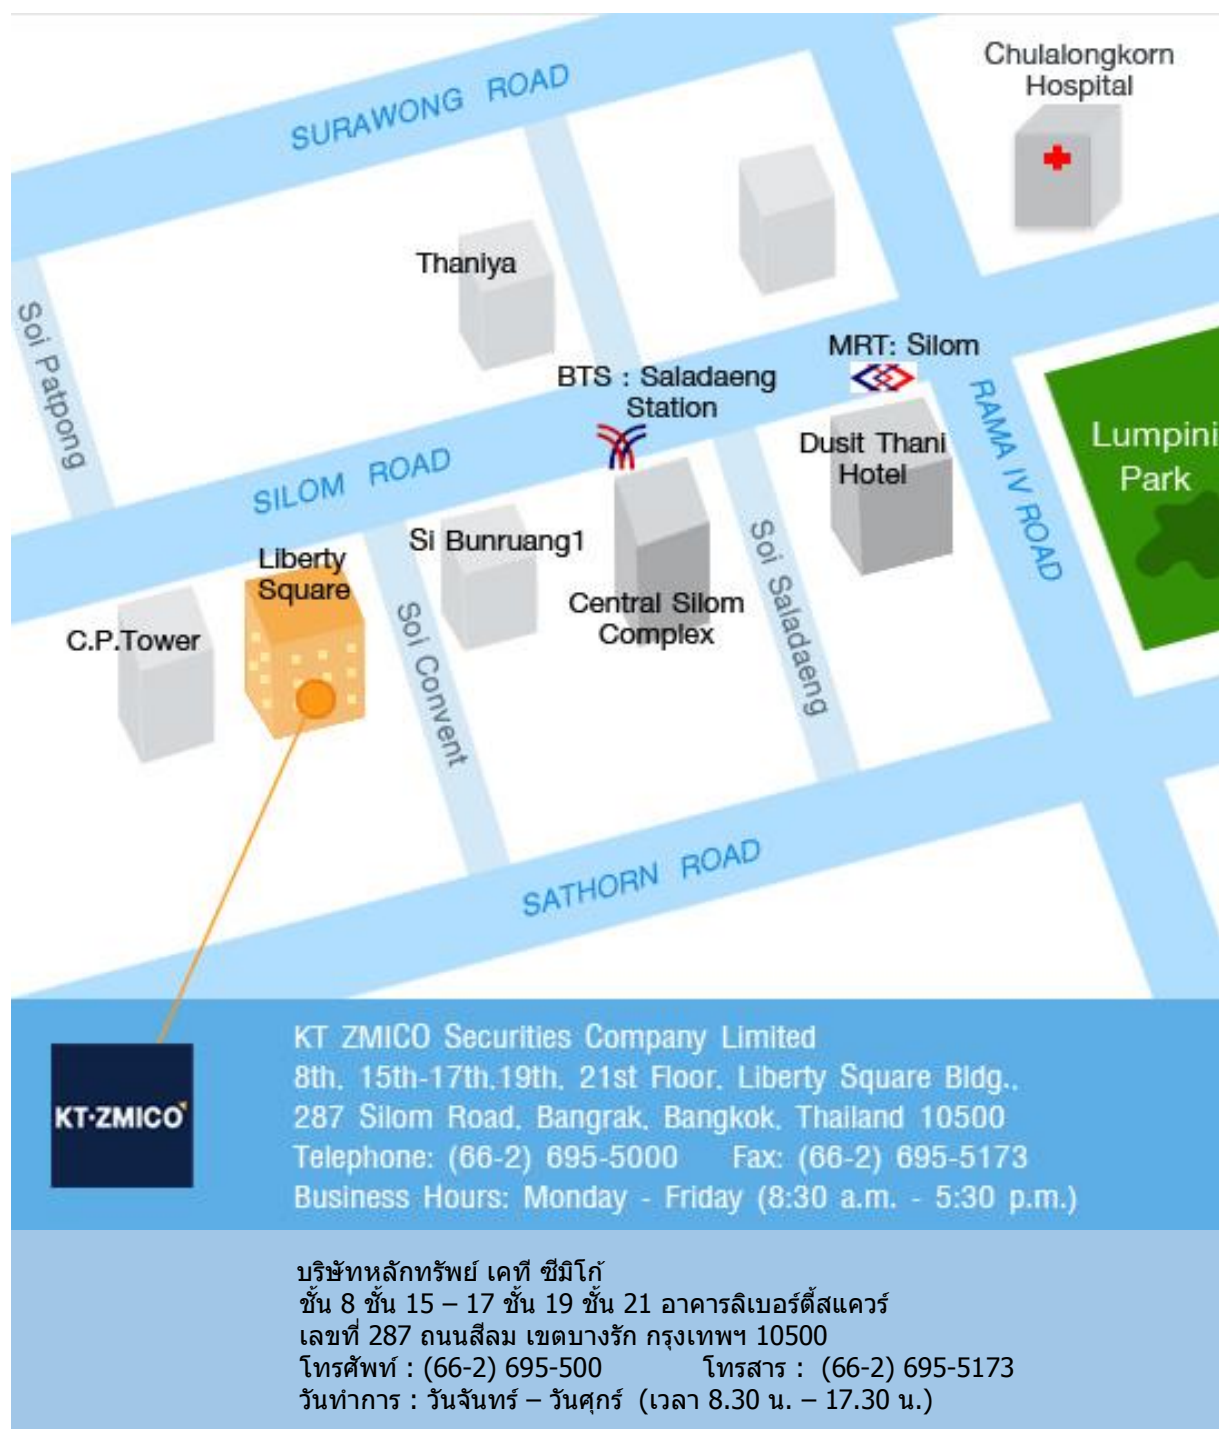 Chulalongkorn
Hospital
SURAWONG ROAD
Thaniya
Soi Patpong
MRT: Silom
BTS : Saladaeng
Station
RAMA IV ROAD
Lumpini
Park
Dusit Thani
Hotel
SILOM ROAD
Si Bunruang1
Liberty
Square
Soi Saladaeng
Central Silom
Complex
Soi Convent
C.P.Tower
SATHORN ROAD
KT·ZMICO
KT ZMICO Securities Company Limited
8th, 15th-17th,19th, 21st Floor, Liberty Square Bldg.,
287 Silom Road, Bangrak, Bangkok, Thailand 10500
Telephone: (66-2) 695-5000 Fax: (66-2) 695-5173
Business Hours: Monday - Friday (8:30 a.m. - 5:30 p.m.)
บริษัทหลักทรัพย์ เคที ซีมิโก้
ชั้น 8 ชั้น 15 – 17 ชั้น 19 ชั้น 21 อาคารลิเบอร์ตี้สแควร์
เลขที่ 287 ถนนสีลม เขตบางรัก กรุงเทพฯ 10500
โทรศัพท์ : (66-2) 695-500 โทรสาร : (66-2) 695-5173
วันทำการ : วันจันทร์ – วันศุกร์ (เวลา 8.30 น. – 17.30 น.)